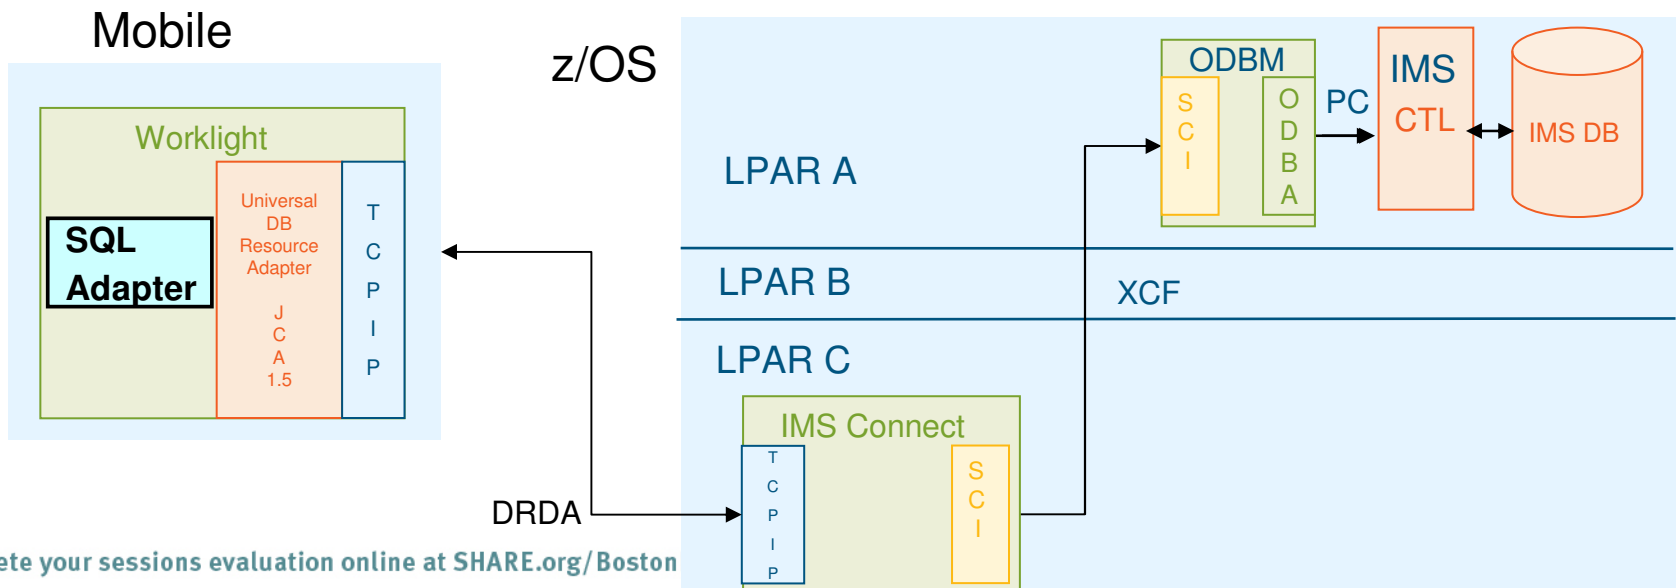 Mobile
z/OS
Worklight
SQL
Adapter
Universal
DB
Resource
Adapter
J
C
A
1.5
T
C
P
I
P
DRDA
LPAR A
ODBM
S
C
I
O
D
B
A
PC
IMS
CTL
IMS DB
LPAR B
XCF
LPAR C
IMS Connect
T
C
P
I
P
S
C
I
ete your sessions evaluation online at SHARE.org/Boston